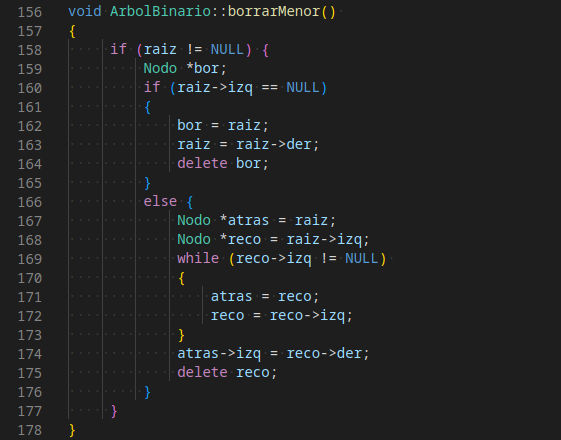 156 void ArbolBinario::borrarMenor()
157 {
158     if (raiz != NULL) {
159         Nodo *bor;
160         if (raiz->izq == NULL)
161         {
162             bor = raiz;
163             raiz = raiz->der;
164             delete bor;
165         }
166         else {
167             Nodo *atras = raiz;
168             Nodo *reco = raiz->izq;
169             while (reco->izq != NULL)
170             {
171                 atras = reco;
172                 reco = reco->izq;
173             }
174             atras->izq = reco->der;
175             delete reco;
176         }
177     }
178 }